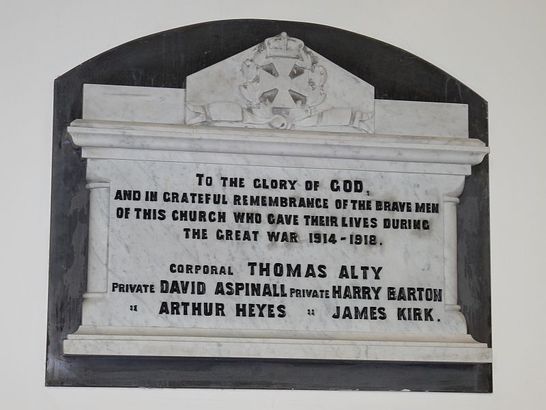 TO THE GLORY OF GOD,
AND IN GRATEFUL REMEMBRANCE OF THE BRAVE MEN
OF THIS CHURCH WHO GAVE THEIR LIVES DURING
THE GREAT WAR 1914-1918.
CORPORAL THOMAS ALTY
PRIVATE DAVID ASPINALL PRIVATE HARRY BARTON
" ARTHUR HEYES " JAMES KIRK.